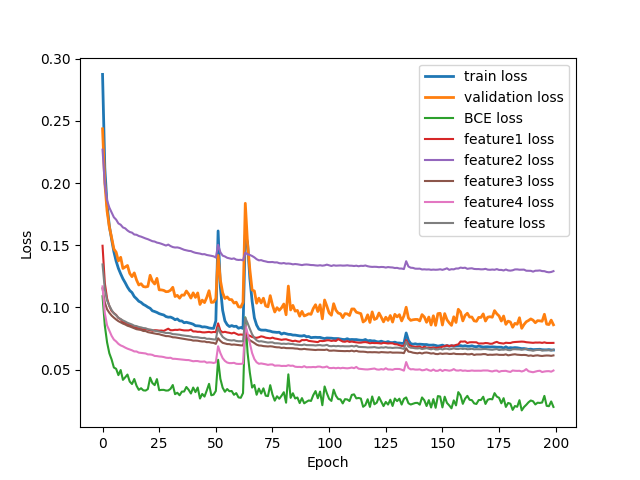 0.30
0.25
0.20
0.15
0.10
0.05
Loss
train loss
validation loss
BCE loss
feature1 loss
feature2 loss
feature3 loss
feature4 loss
feature loss
0 25 50 75 100 125 150 175 200
Epoch